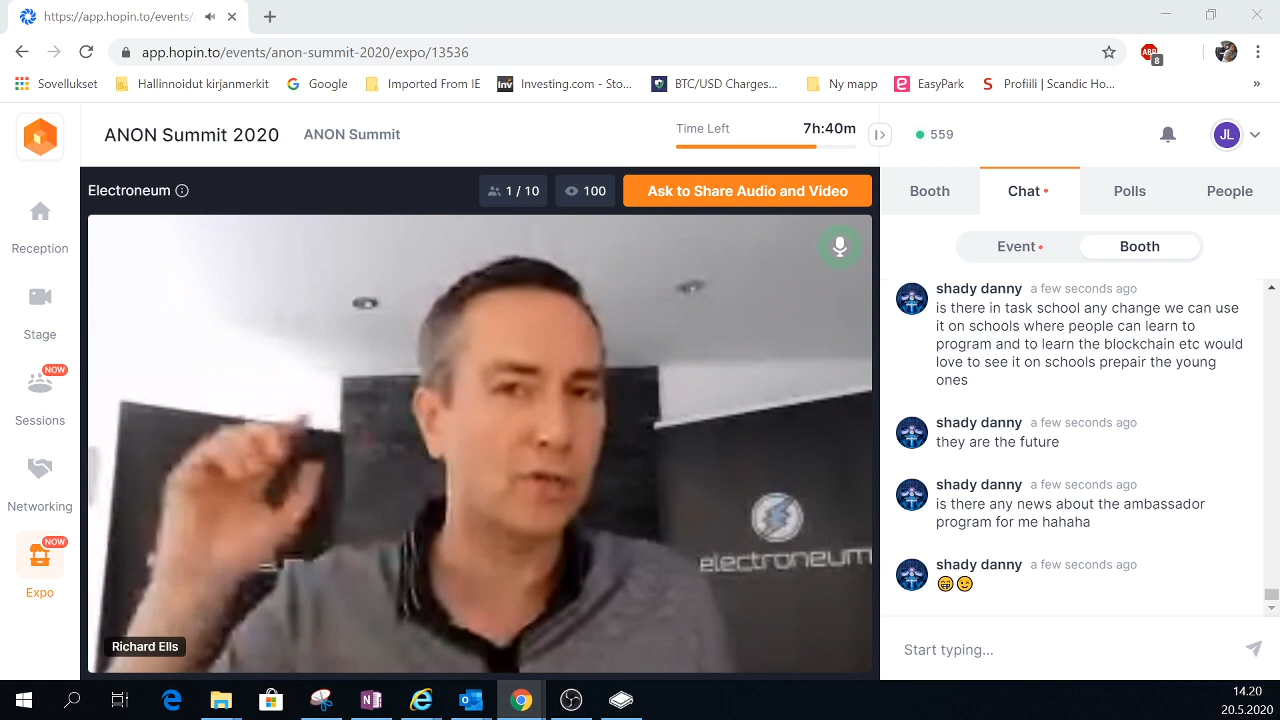 https://app.hopin.to/events/
app.hopin.to/events/anon-summit-2020/expo/13536
ABP
8
Sovellukset
Hallinnoidut kirjanmerkit
Google
Imported From IE
Inv
Investing.com - Sto...
BTC/USD Charges...
Ny mapp
EasyPark
S
Profiili | Scandic Ho...
»
ANON Summit 2020
ANON Summit
Time Left
7h:40m
559
JL
Reception
Stage
NOW
Sessions
Networking
NOW
Expo
Electroneum
1 / 10
100
Ask to Share Audio and Video
electroneum
Richard Ells
Booth
Chat
Polls
People
Event
Booth
shady danny a few seconds ago
is there in task school any change we can use
it on schools where people can learn to
program and to learn the blockchain etc would
love to see it on schools prepair the young
ones
shady danny a few seconds ago
they are the future
shady danny a few seconds ago
is there any news about the ambassador
program for me hahaha
shady danny a few seconds ago
😁😉
Start typing...
14.20
20.5.2020